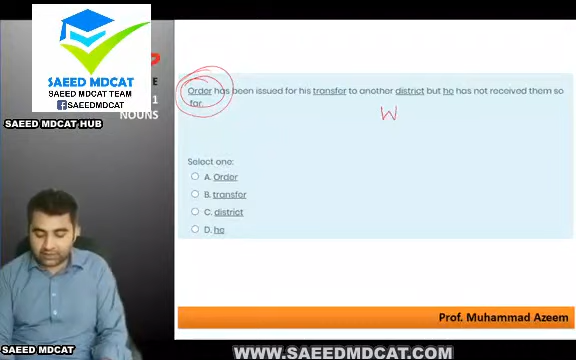 SAEED MDCAT
SAEED MDCAT TEAM
f SAEEDMDCAT
SAEED MDCAT HUB
E
1
NOUNS
Order has been issued for his transfer to another district but he has not received them so
far.
W
Select one:
A. Order
B. transfer
C. district
D. he
Prof. Muhammad Azeem
WWW.SAEEDMDCAT.COM